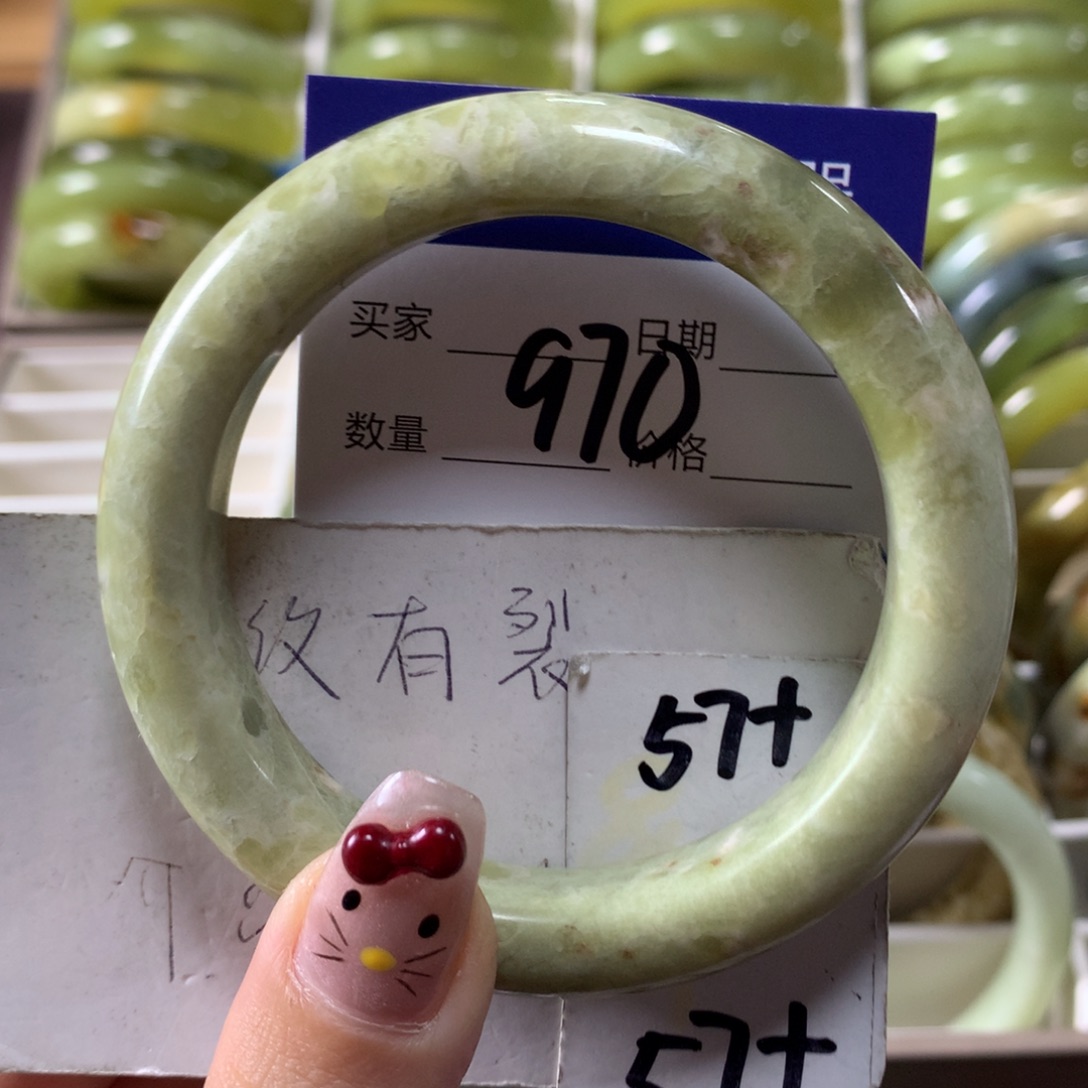 买家 日期
970
数量 价格
纹有裂
57+
57+